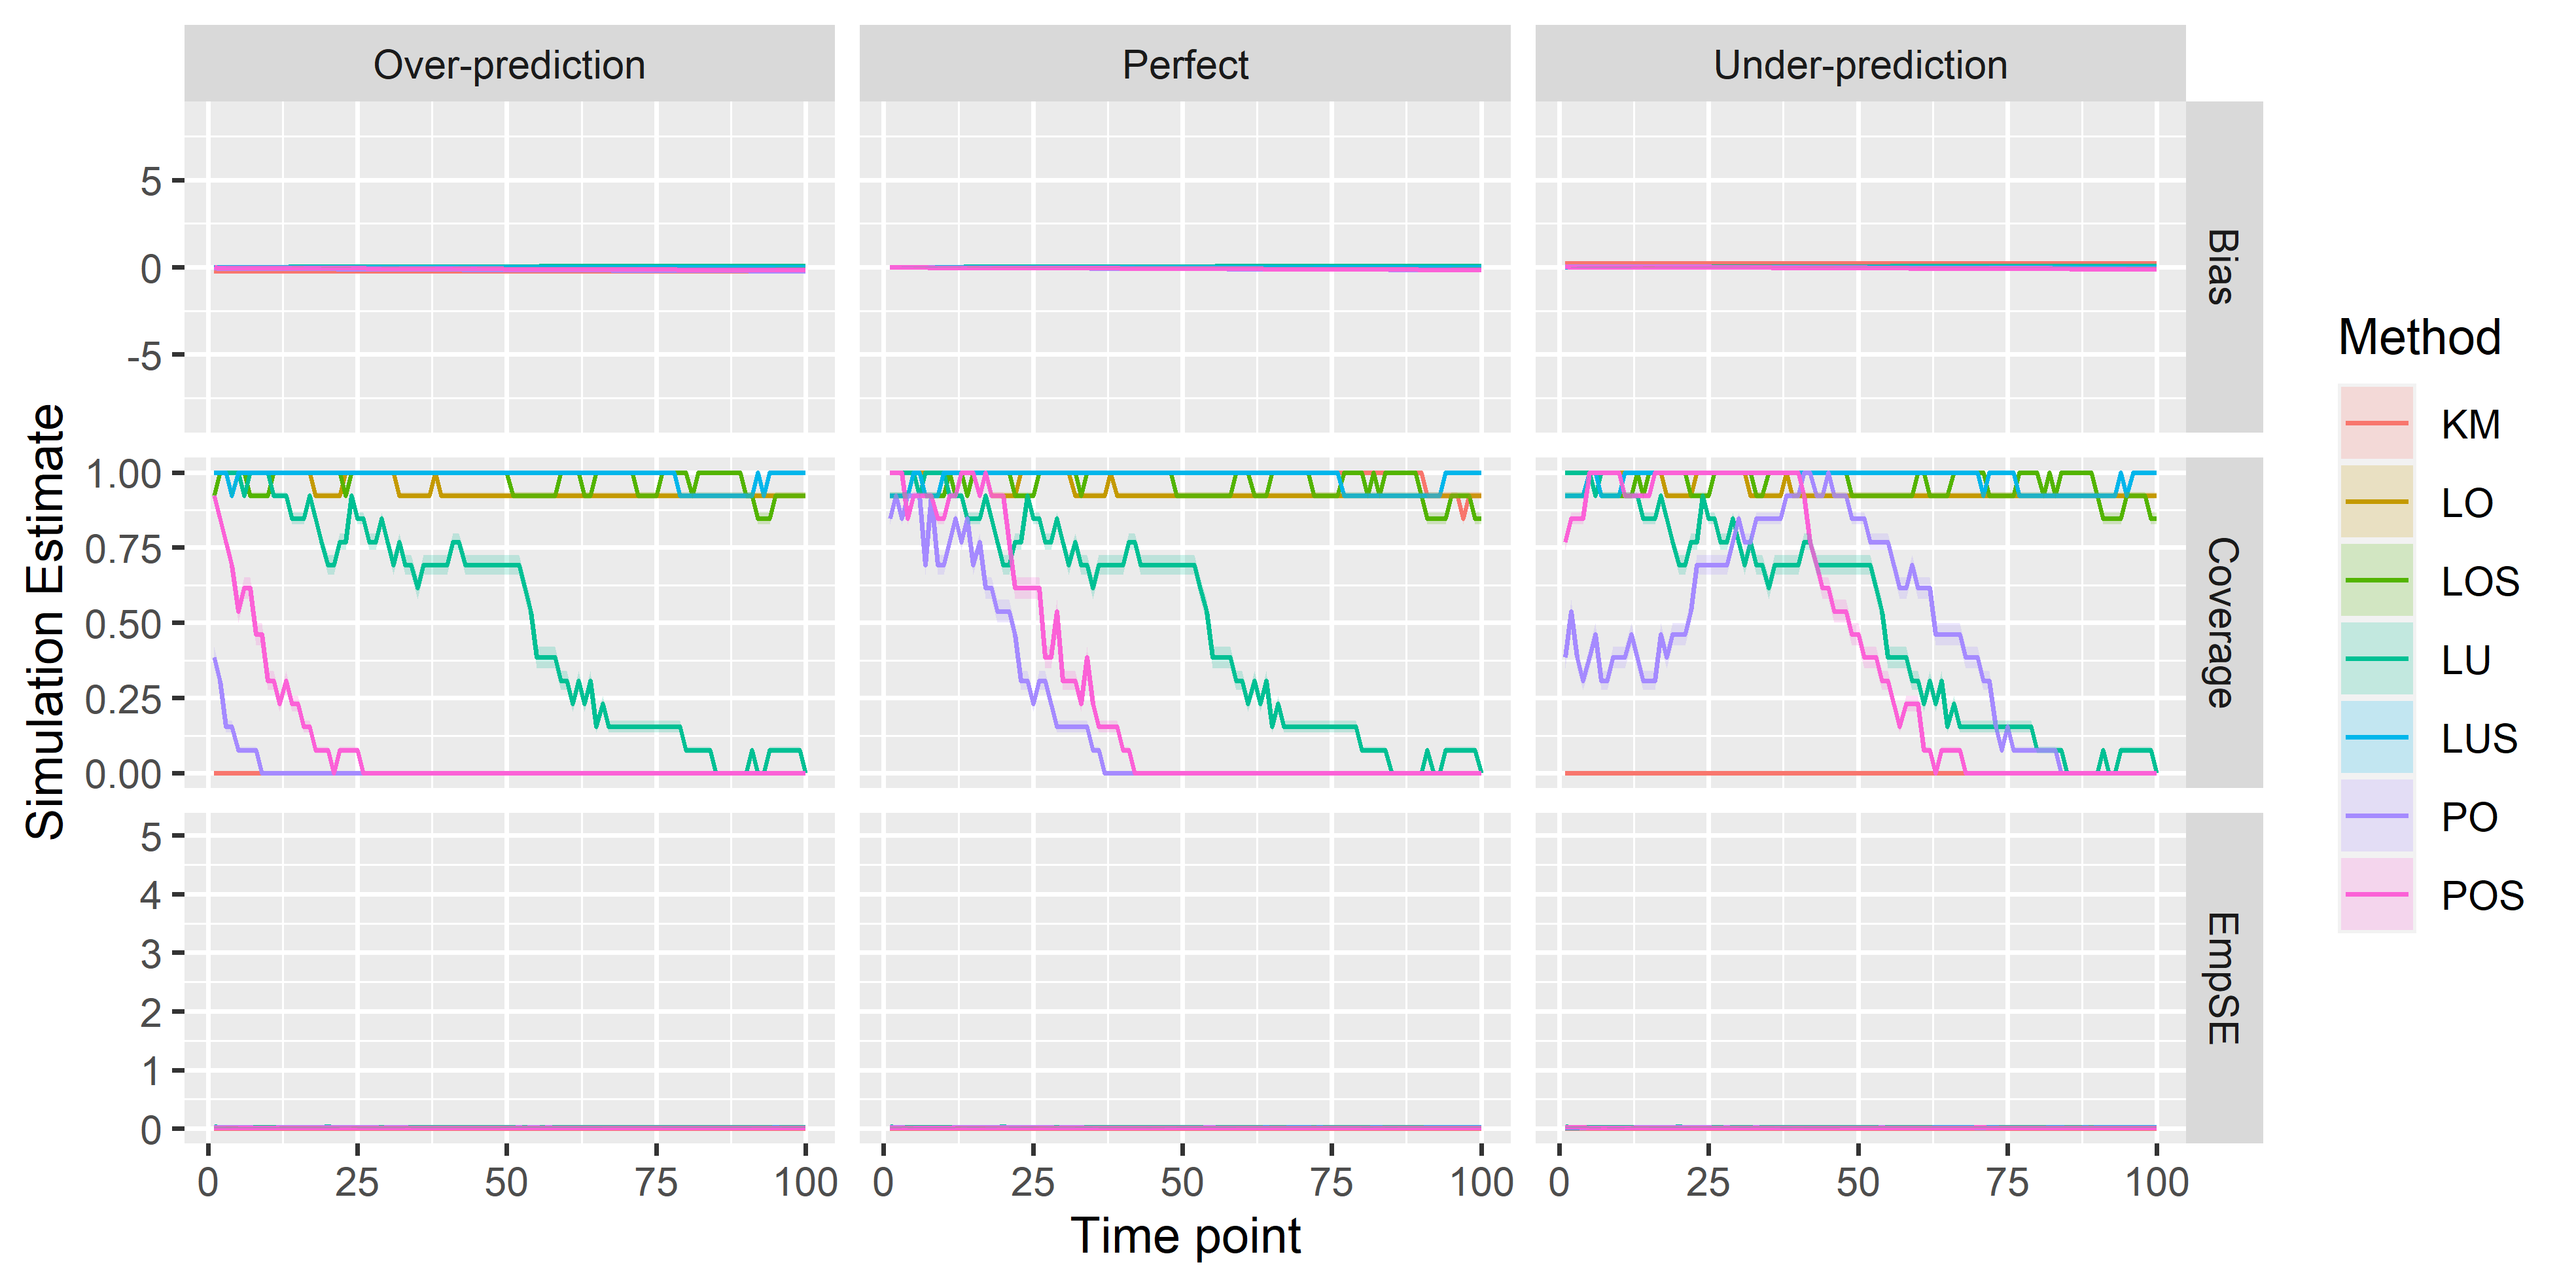 Over-prediction
Perfect
Under-prediction
5
0
-5
Bias
1.00
0.75
0.50
0.25
0.00
Coverage
5
4
3
2
1
0
EmpSE
0 25 50 75 100
0 25 50 75 100
0 25 50 75 100
Time point
Simulation Estimate
Method
KM
LO
LOS
LU
LUS
PO
POS